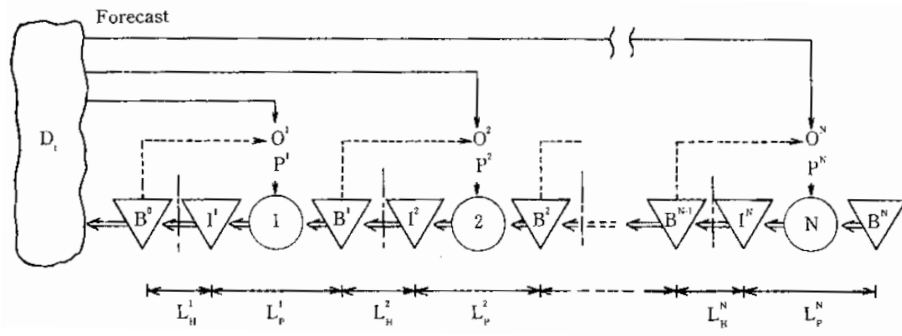 Forecast
D_t
O^1 O^2 O^N
P^1 P^2 P^N
B^0 I^1 1 B^1 I^2 2 B^2 B^{N-1} I^N N B^N
L_H^1 L_P^1 L_H^2 L_P^2 L_H^N L_P^N